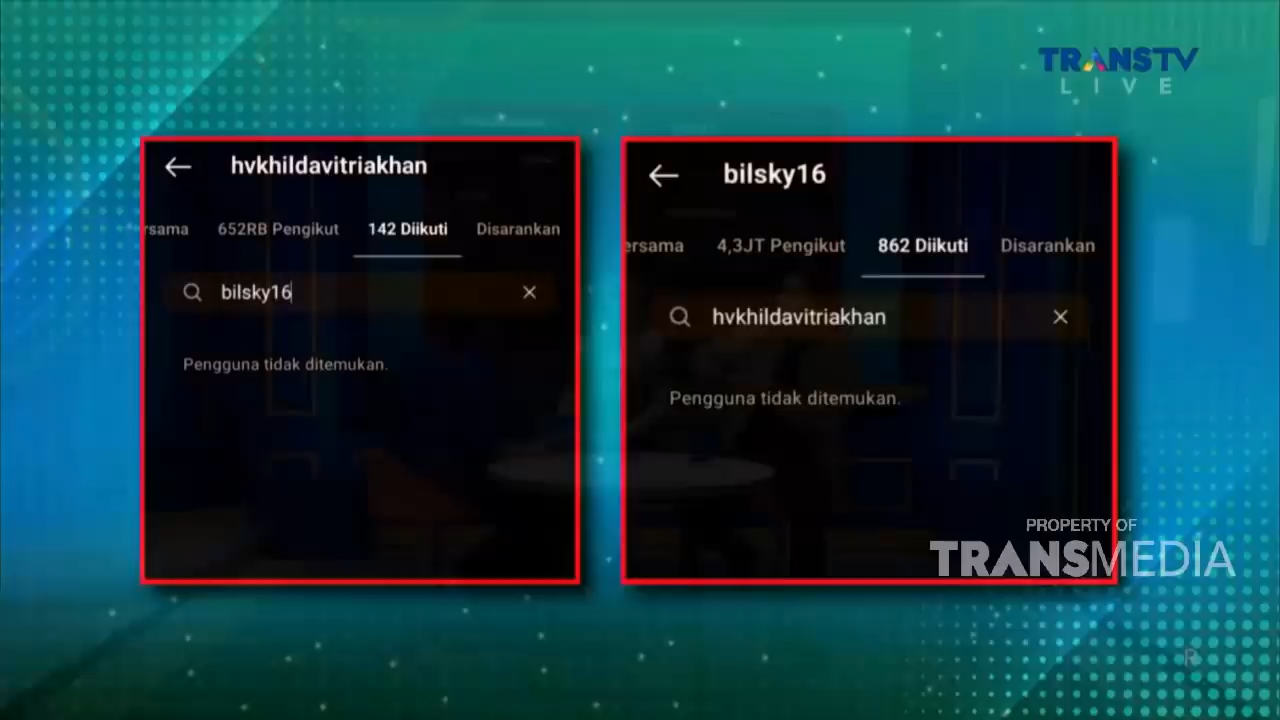 TRANSTV
LIVE
hvkhildavitriakhan
rsama 652RB Pengikut 142 Diikuti Disarankan
bilsky16
Pengguna tidak ditemukan.
bilsky16
ersama 4,3JT Pengikut 862 Diikuti Disarankan
hvkhildavitriakhan
Pengguna tidak ditemukan.
PROPERTY OF
TRANSMEDIA
R